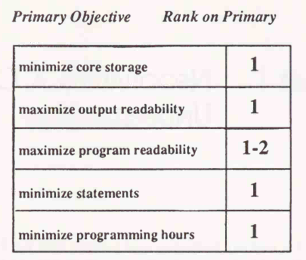 Primary Objective Rank on Primary
minimize core storage 1
maximize output readability 1
maximize program readability 1-2
minimize statements 1
minimize programming hours 1